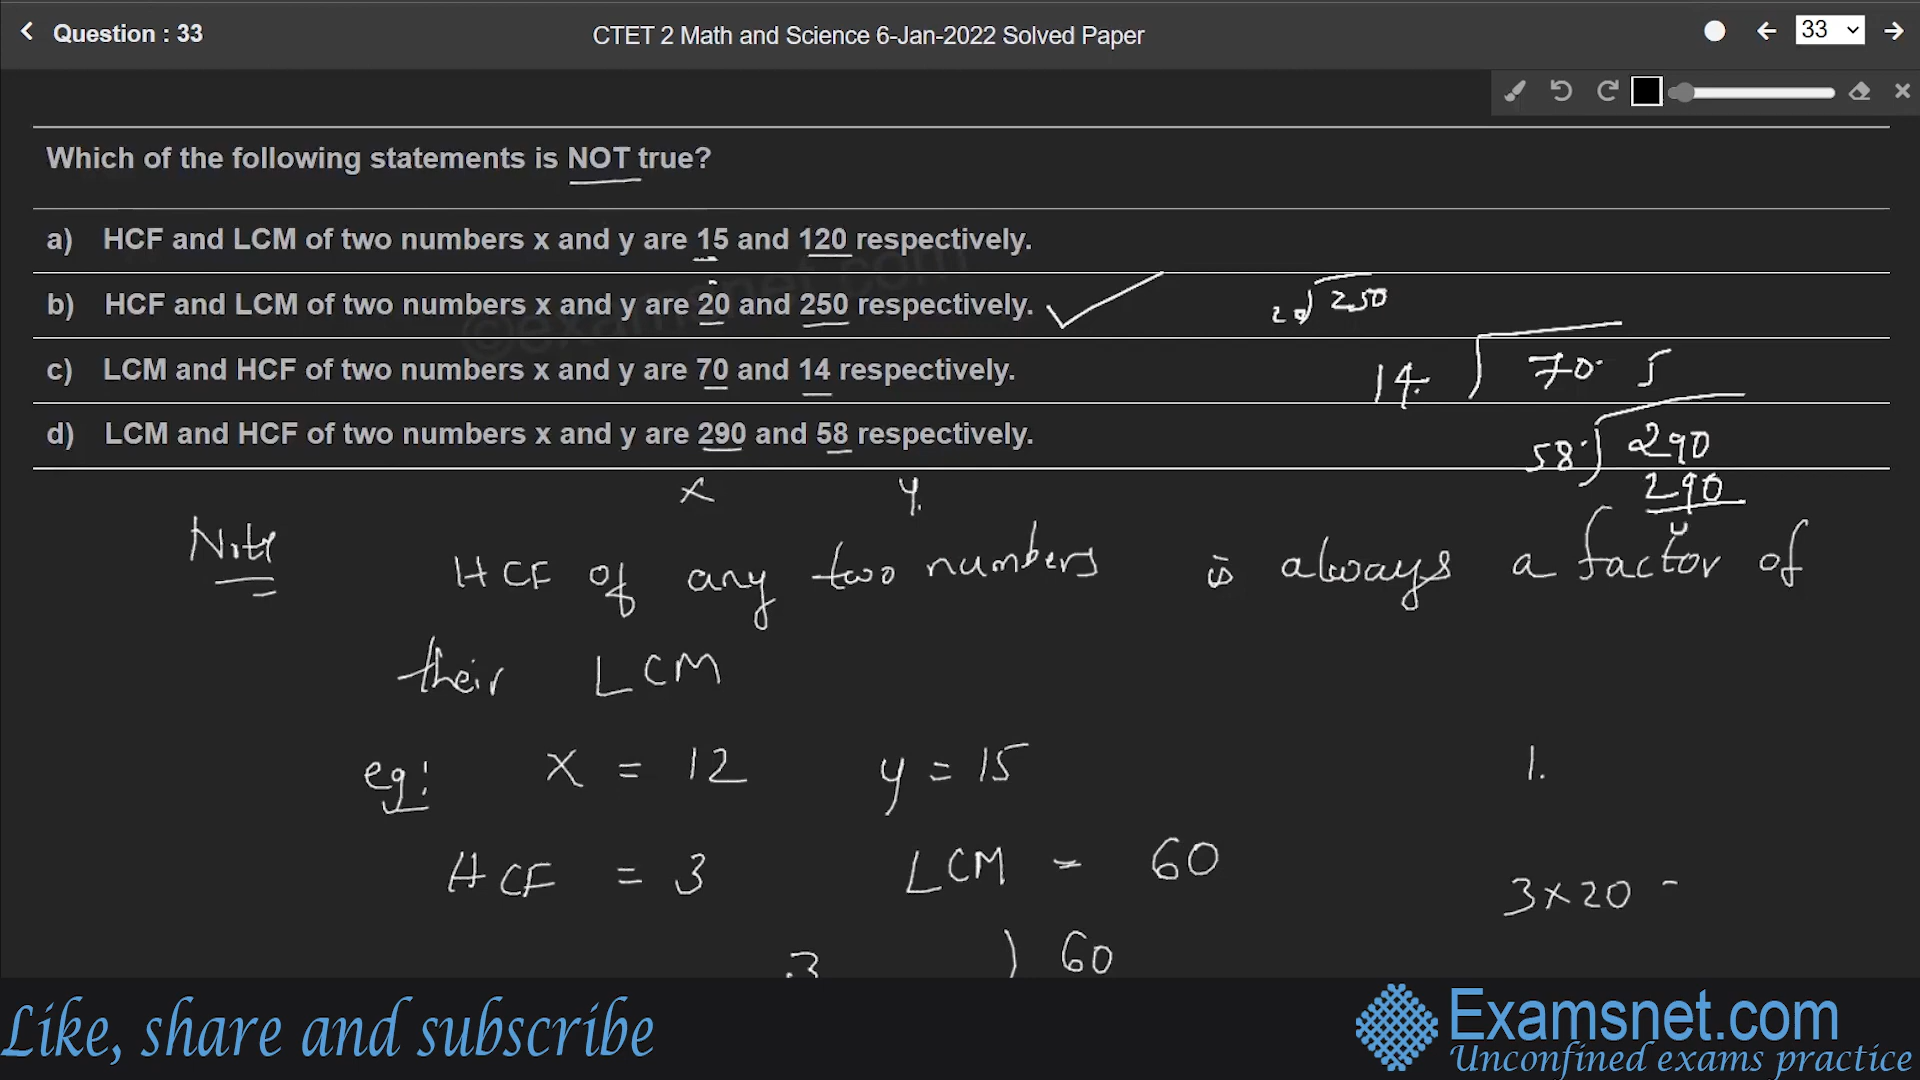 Question : 33
CTET 2 Math and Science 6-Jan-2022 Solved Paper
33
Which of the following statements is NOT true?
a) HCF and LCM of two numbers x and y are 15 and 120 respectively.
b) HCF and LCM of two numbers x and y are 20 and 250 respectively.
20)250
c) LCM and HCF of two numbers x and y are 70 and 14 respectively.
14) 70 5
d) LCM and HCF of two numbers x and y are 290 and 58 respectively.
58) 290
290
x y
Note HCF of any two numbers is always a factor of
their LCM
eg: x = 12 y = 15 1.
HCF = 3 LCM = 60
3 x 20 =
3 ) 60
©examsnet.com
Like, share and subscribe
Examsnet.com
Unconfined exams practice